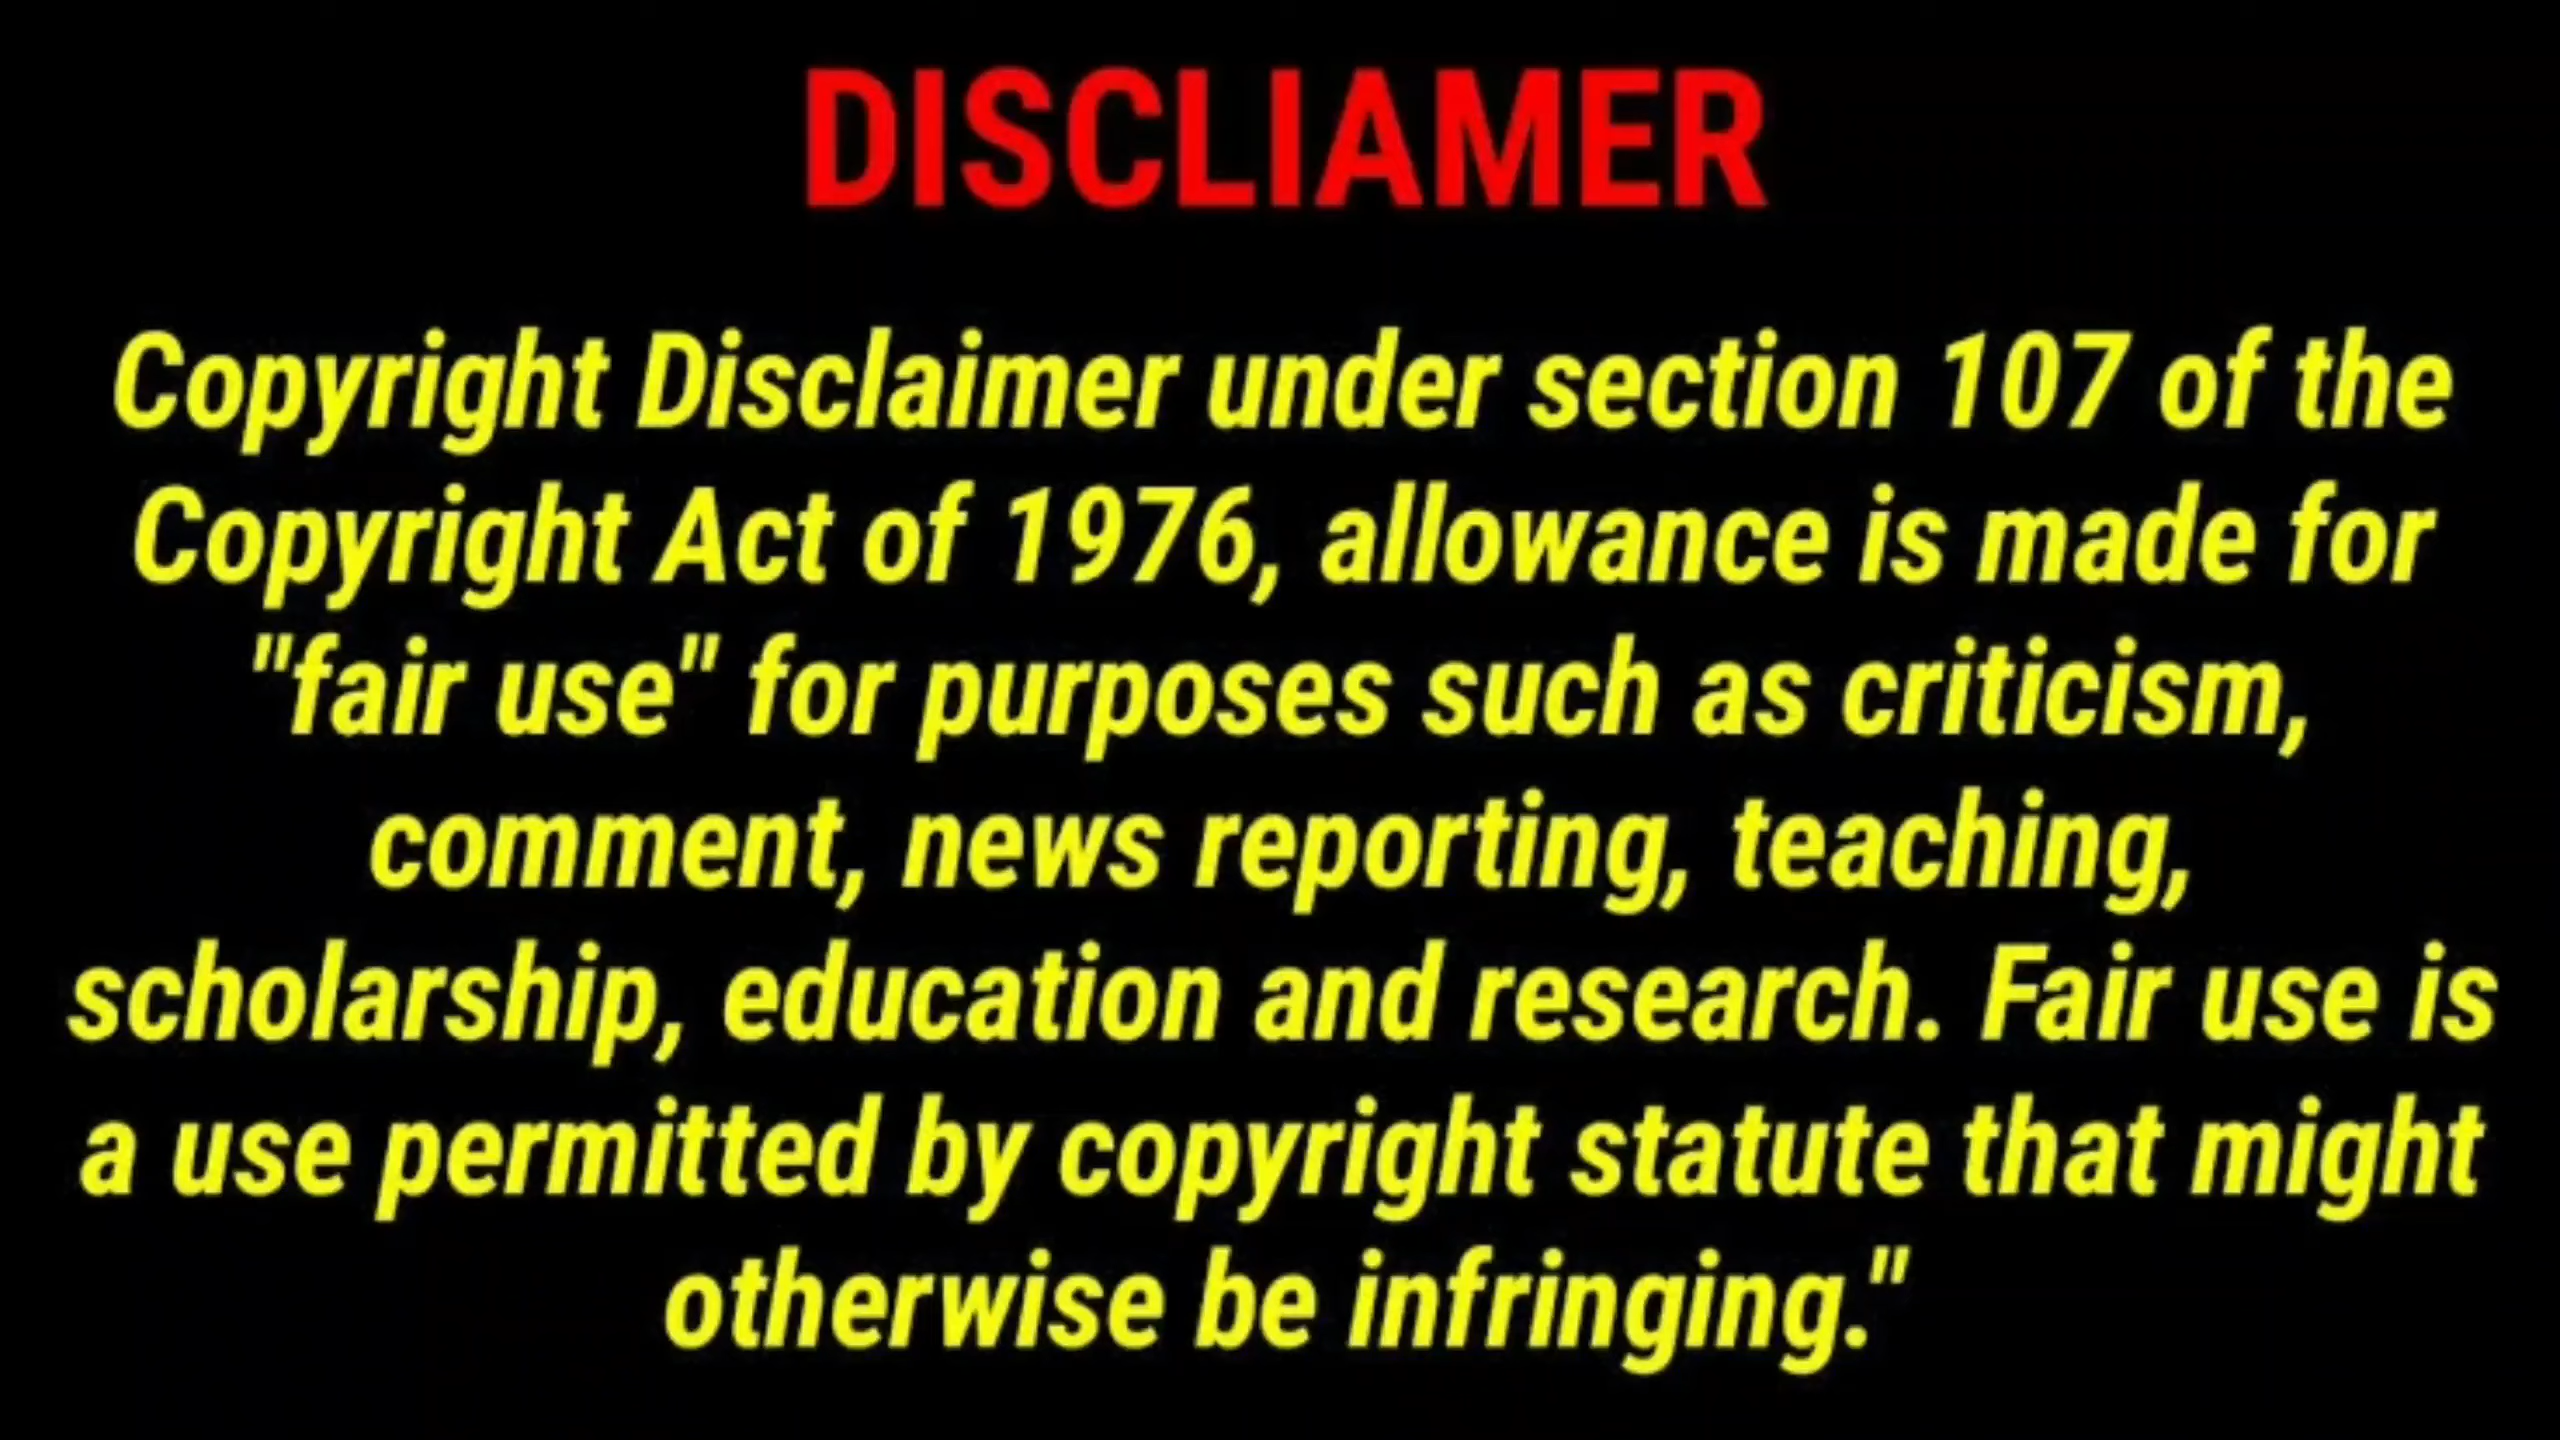 DISCLIAMER
Copyright Disclaimer under section 107 of the
Copyright Act of 1976, allowance is made for
"fair use" for purposes such as criticism,
comment, news reporting, teaching,
scholarship, education and research. Fair use is
a use permitted by copyright statute that might
otherwise be infringing."